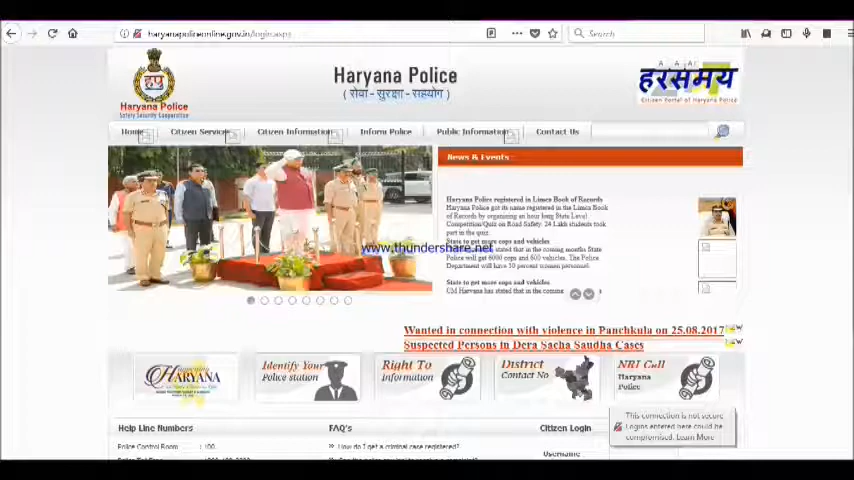 haryanapoliceonline.gov.in/login.aspx
Search
Haryana Police
( सेवा - सुरक्षा - सहयोग )
Haryana Police
Safety Security Cooperation
हरसमय
Citizen Portal of Haryana Police
Home
Citizen Services
Citizen Information
Inform Police
Public Information
Contact Us
News & Events
Haryana Police registered in Limca Book of Records
Haryana Police got its name registered in the Limca Book
of Records by organising an hour long State Level
Competition/Quiz on Road Safety. 24 Lakh students took
part in the quiz.
State to get more cops and vehicles
stated that in the coming months State
Police will get 6000 cops and 600 vehicles. The Police
Department will have 10 percent women personnel.
State to get more cops and vehicles
CM Haryana has stated that in the coming
www.thundershare.net
Wanted in connection with violence in Panchkula on 25.08.2017
Suspected Persons in Dera Sacha Saudha Cases
HARYANA
Identify Your
Police station
Right To
Information
District
Contact No
NRI Cell
Haryana
Police
Help Line Numbers
FAQ's
Citizen Login
Police Control Room : 100,
» How do I get a criminal case registered?
Username
This connection is not secure.
Logins entered here could be
compromised. Learn More